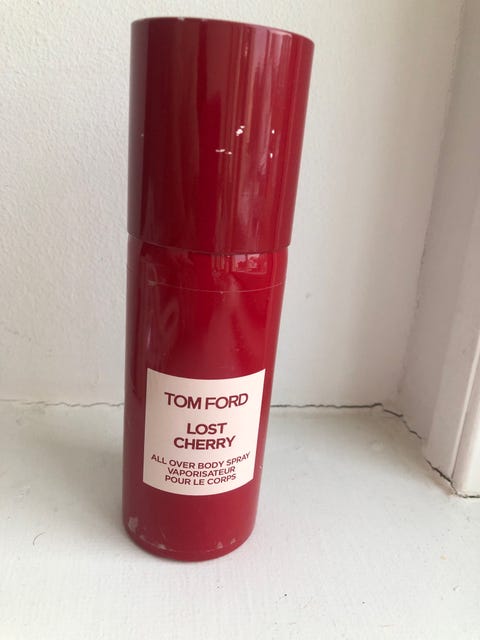 TOM FORD
LOST
CHERRY
ALL OVER BODY SPRAY
VAPORISATEUR
POUR LE CORPS